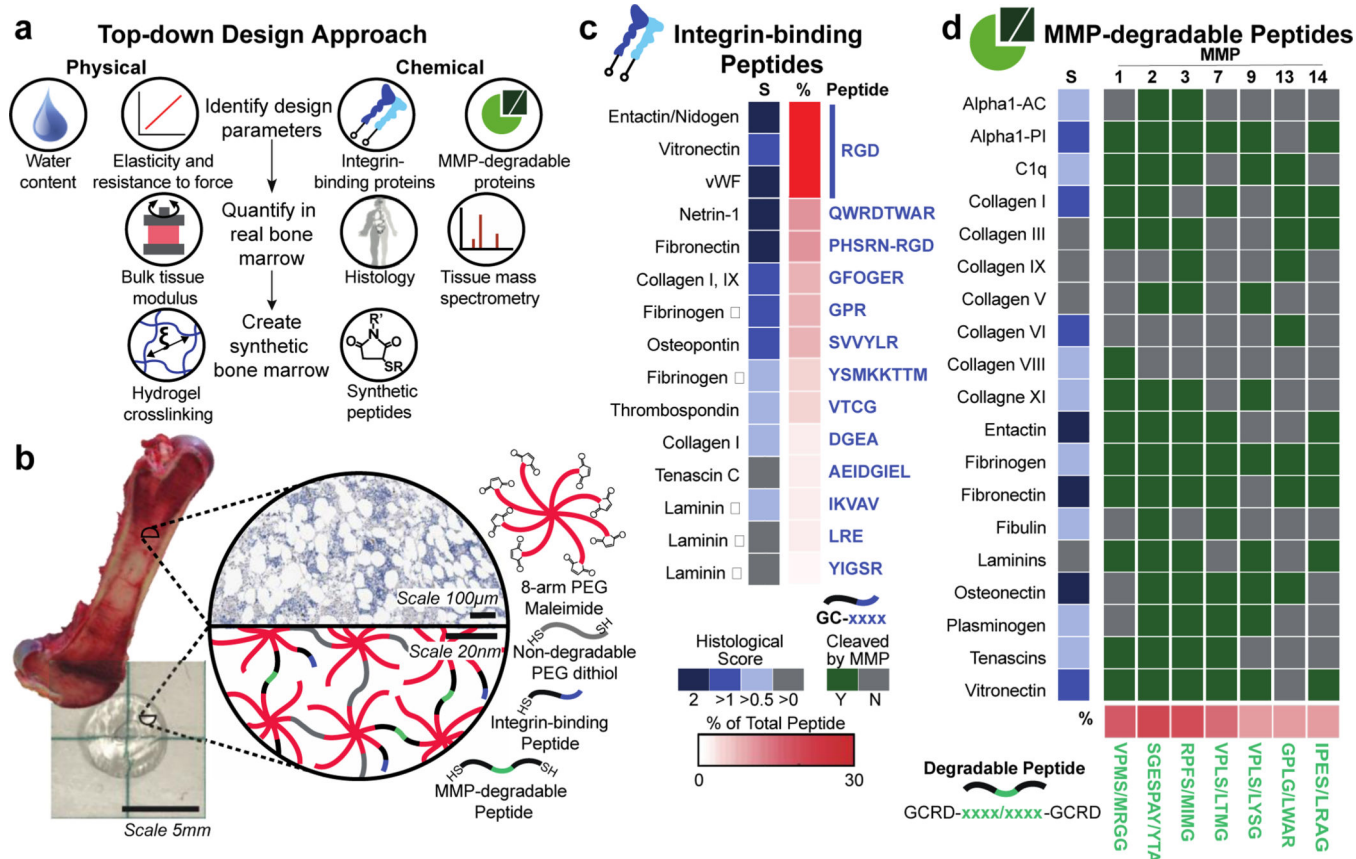 a
Top-down Design Approach
Physical
Chemical
Identify design
parameters
Water
content
Elasticity and
resistance to force
Integrin-
binding proteins
MMP-degradable
proteins
Quantify in
real bone
marrow
Bulk tissue
modulus
Histology
Tissue mass
spectrometry
Create
synthetic
bone marrow
ξ
R'
N
O
O
SR
Hydrogel
crosslinking
Synthetic
peptides
b
Scale 100µm
Scale 20nm
Scale 5mm
8-arm PEG
Maleimide
HS
SH
Non-degradable
PEG dithiol
HS
Integrin-binding
Peptide
HS
SH
MMP-degradable
Peptide
c
Integrin-binding
Peptides
S
%
Peptide
Entactin/Nidogen
Vitronectin
RGD
vWF
Netrin-1
QWRDTWAR
Fibronectin
PHSRN-RGD
Collagen I, IX
GFOGER
Fibrinogen □
GPR
Osteopontin
SVVYLR
Fibrinogen □
YSMKKTTM
Thrombospondin
VTCG
Collagen I
DGEA
Tenascin C
AEIDGIEL
Laminin □
IKVAV
Laminin □
LRE
Laminin □
YIGSR
GC-xxxx
Histological
Score
2 >1 >0.5 >0
Cleaved
by MMP
Y N
% of Total Peptide
0 30
d
MMP-degradable Peptides
MMP
S 1 2 3 7 9 13 14
Alpha1-AC
Alpha1-PI
C1q
Collagen I
Collagen III
Collagen IX
Collagen V
Collagen VI
Collagen VIII
Collagne XI
Entactin
Fibrinogen
Fibronectin
Fibulin
Laminins
Osteonectin
Plasminogen
Tenascins
Vitronectin
%
VPMS/MRGG
SGESPAY/YTA
RPFS/MIMG
VPLS/LTMG
VPLS/LYSG
GPLG/LWAR
IPES/LRAG
Degradable Peptide
GCRD-xxxx/xxxx-GCRD